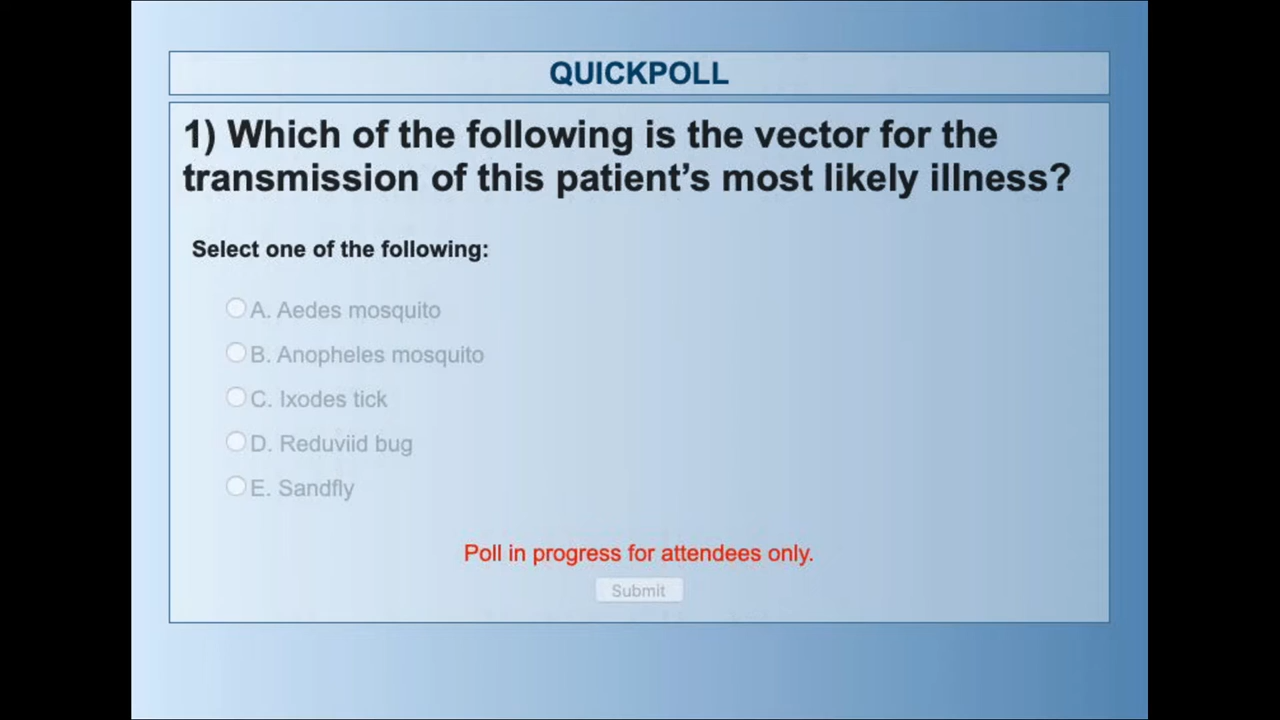 QUICKPOLL
1) Which of the following is the vector for the
transmission of this patient’s most likely illness?
Select one of the following:
A. Aedes mosquito
B. Anopheles mosquito
C. Ixodes tick
D. Reduviid bug
E. Sandfly
Poll in progress for attendees only.
Submit